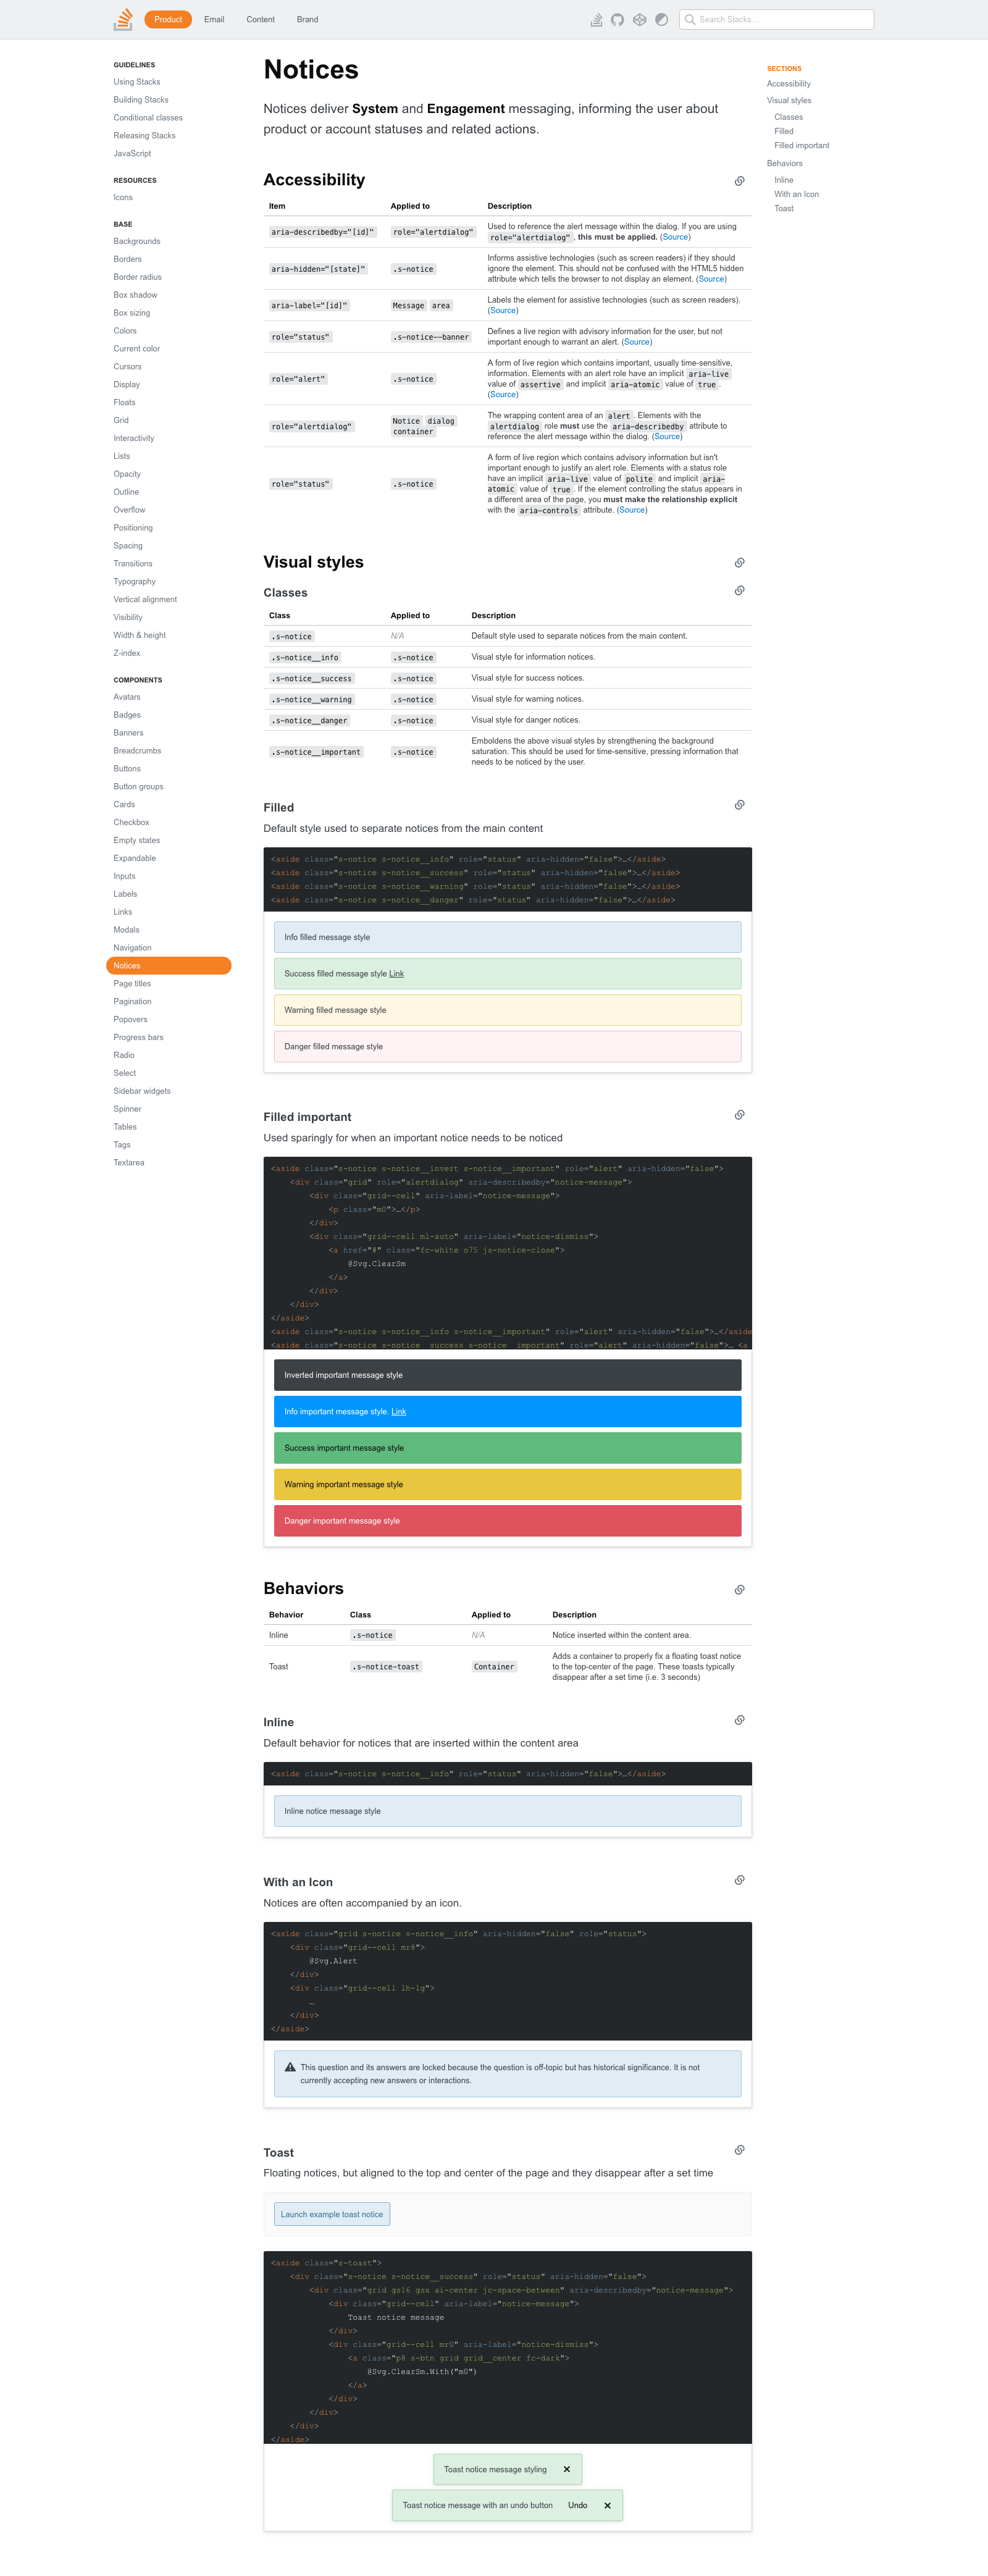 Product Email Content Brand
Search Stacks…
GUIDELINES
Using Stacks
Building Stacks
Conditional classes
Releasing Stacks
JavaScript
RESOURCES
Icons
BASE
Backgrounds
Borders
Border radius
Box shadow
Box sizing
Colors
Current color
Cursors
Display
Floats
Grid
Interactivity
Lists
Opacity
Outline
Overflow
Positioning
Spacing
Transitions
Typography
Vertical alignment
Visibility
Width & height
Z-index
COMPONENTS
Avatars
Badges
Banners
Breadcrumbs
Buttons
Button groups
Cards
Checkbox
Empty states
Expandable
Inputs
Labels
Links
Modals
Navigation
Notices
Page titles
Pagination
Popovers
Progress bars
Radio
Select
Sidebar widgets
Spinner
Tables
Tags
Textarea
Notices
Notices deliver System and Engagement messaging, informing the user about
product or account statuses and related actions.
Accessibility
Item Applied to Description
aria-describedby="[id]" role="alertdialog" Used to reference the alert message within the dialog. If you are using
role="alertdialog" , this must be applied. (Source)
aria-hidden="[state]" .s-notice Informs assistive technologies (such as screen readers) if they should
ignore the element. This should not be confused with the HTML5 hidden
attribute which tells the browser to not display an element. (Source)
aria-label="[id]" Message area Labels the element for assistive technologies (such as screen readers).
(Source)
role="status" .s-notice--banner Defines a live region with advisory information for the user, but not
important enough to warrant an alert. (Source)
role="alert" .s-notice A form of live region which contains important, usually time-sensitive,
information. Elements with an alert role have an implicit aria-live
value of assertive and implicit aria-atomic value of true .
(Source)
role="alertdialog" Notice dialog
container
The wrapping content area of an alert . Elements with the
alertdialog role must use the aria-describedby attribute to
reference the alert message within the dialog. (Source)
role="status" .s-notice A form of live region which contains advisory information but isn't
important enough to justify an alert role. Elements with a status role
have an implicit aria-live value of polite and implicit aria-
atomic value of true . If the element controlling the status appears in
a different area of the page, you must make the relationship explicit
with the aria-controls attribute. (Source)
Visual styles
Classes
Class Applied to Description
.s-notice N/A Default style used to separate notices from the main content.
.s-notice__info .s-notice Visual style for information notices.
.s-notice__success .s-notice Visual style for success notices.
.s-notice__warning .s-notice Visual style for warning notices.
.s-notice__danger .s-notice Visual style for danger notices.
.s-notice__important .s-notice Emboldens the above visual styles by strengthening the background
saturation. This should be used for time-sensitive, pressing information that
needs to be noticed by the user.
Filled
Default style used to separate notices from the main content
<aside class="s-notice s-notice__info" role="status" aria-hidden="false">…</aside>
<aside class="s-notice s-notice__success" role="status" aria-hidden="false">…</aside>
<aside class="s-notice s-notice__warning" role="status" aria-hidden="false">…</aside>
<aside class="s-notice s-notice__danger" role="status" aria-hidden="false">…</aside>
Info filled message style
Success filled message style Link
Warning filled message style
Danger filled message style
Filled important
Used sparingly for when an important notice needs to be noticed
<aside class="s-notice s-notice__invert s-notice__important" role="alert" aria-hidden="false">
<div class="grid" role="alertdialog" aria-describedby="notice-message">
<div class="grid--cell" aria-label="notice-message">
<p class="m0">…</p>
</div>
<div class="grid--cell ml-auto" aria-label="notice-dismiss">
<a href="#" class="fc-white o75 js-notice-close">
@Svg.ClearSm
</a>
</div>
</div>
</aside>
<aside class="s-notice s-notice__info s-notice__important" role="alert" aria-hidden="false">…</aside
<aside class="s-notice s-notice__success s-notice__important" role="alert" aria-hidden="false">… <a
Inverted important message style
Info important message style. Link
Success important message style
Warning important message style
Danger important message style
Behaviors
Behavior Class Applied to Description
Inline .s-notice N/A Notice inserted within the content area.
Toast .s-notice-toast Container Adds a container to properly fix a floating toast notice
to the top-center of the page. These toasts typically
disappear after a set time (i.e. 3 seconds)
Inline
Default behavior for notices that are inserted within the content area
<aside class="s-notice s-notice__info" role="status" aria-hidden="false">…</aside>
Inline notice message style
With an Icon
Notices are often accompanied by an icon.
<aside class="grid s-notice s-notice__info" aria-hidden="false" role="status">
<div class="grid--cell mr8">
@Svg.Alert
</div>
<div class="grid--cell lh-lg">
…
</div>
</aside>
This question and its answers are locked because the question is off-topic but has historical significance. It is not
currently accepting new answers or interactions.
Toast
Floating notices, but aligned to the top and center of the page and they disappear after a set time
Launch example toast notice
<aside class="s-toast">
<div class="s-notice s-notice__success" role="status" aria-hidden="false">
<div class="grid gs16 gsx ai-center jc-space-between" aria-describedby="notice-message">
<div class="grid--cell" aria-label="notice-message">
Toast notice message
</div>
<div class="grid--cell mr0" aria-label="notice-dismiss">
<a class="p8 s-btn grid grid__center fc-dark">
@Svg.ClearSm.With("m0")
</a>
</div>
</div>
</div>
</aside>
Toast notice message styling
Toast notice message with an undo button Undo
SECTIONS
Accessibility
Visual styles
Classes
Filled
Filled important
Behaviors
Inline
With an Icon
Toast